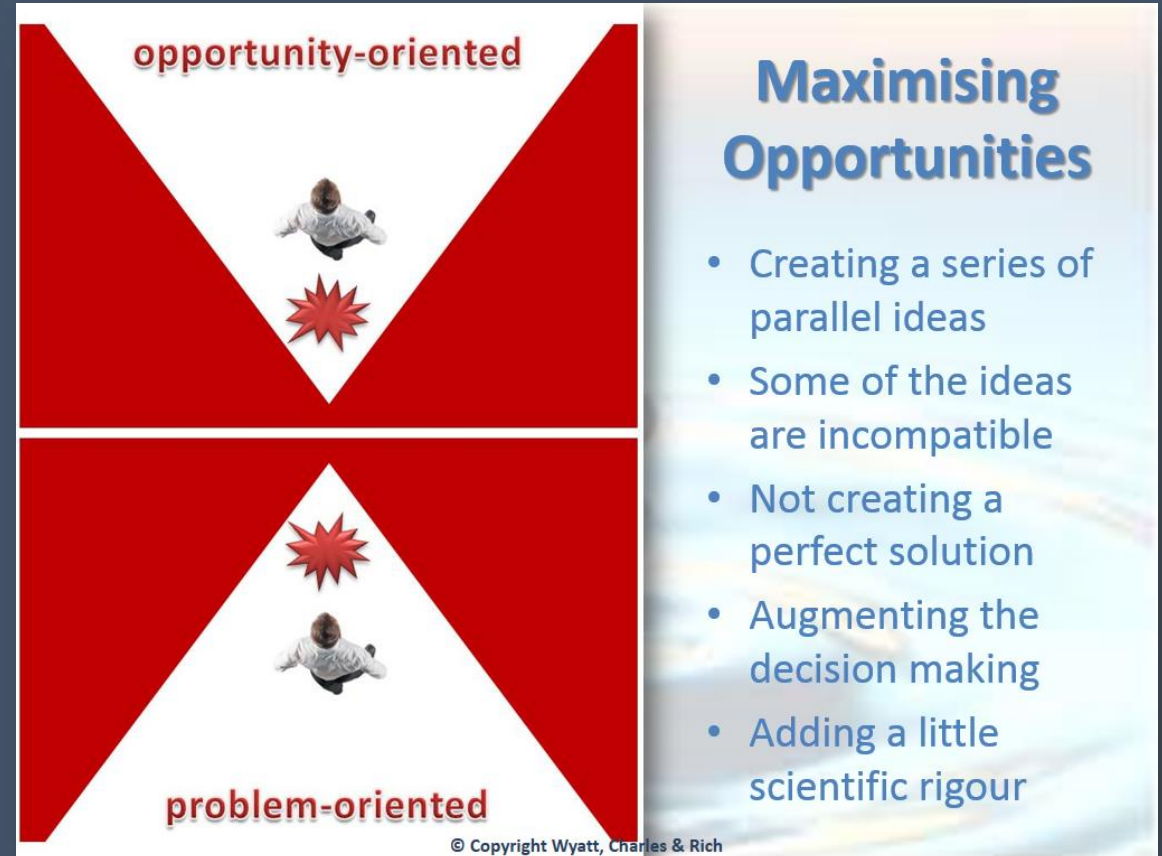 opportunity-oriented
problem-oriented
Maximising
Opportunities
• Creating a series of
parallel ideas
• Some of the ideas
are incompatible
• Not creating a
perfect solution
• Augmenting the
decision making
• Adding a little
scientific rigour
© Copyright Wyatt, Charles & Rich